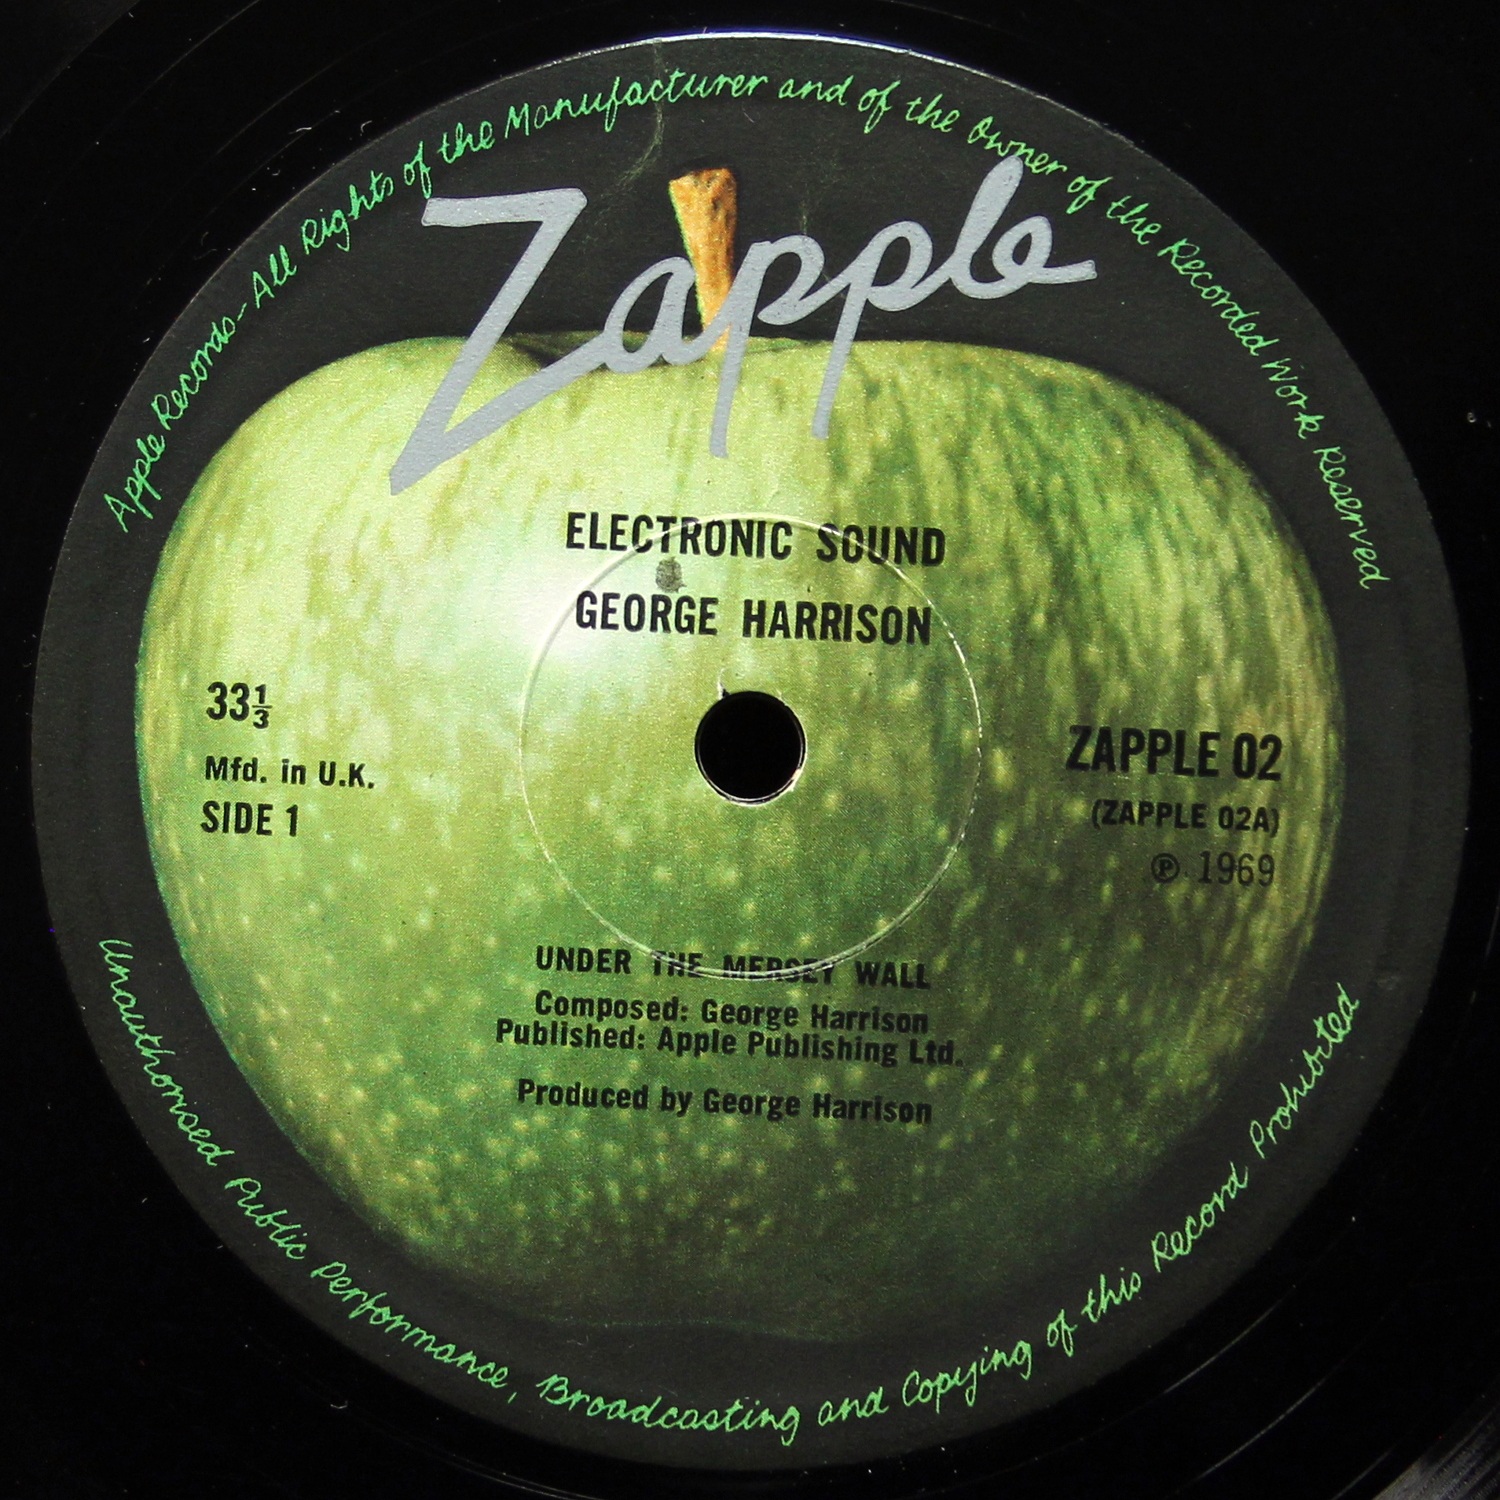 Apple Records-All Rights of the Manufacturer and of the Owner of the Recorded Work Reserved
Zapple
ELECTRONIC SOUND
GEORGE HARRISON
33⅓
Mfd. in U.K.
SIDE 1
ZAPPLE 02
(ZAPPLE 02A)
℗ 1969
UNDER THE MERSEY WALL
Composed: George Harrison
Published: Apple Publishing Ltd.
Produced by George Harrison
Unauthorised Public Performance, Broadcasting and Copying of this Record Prohibited